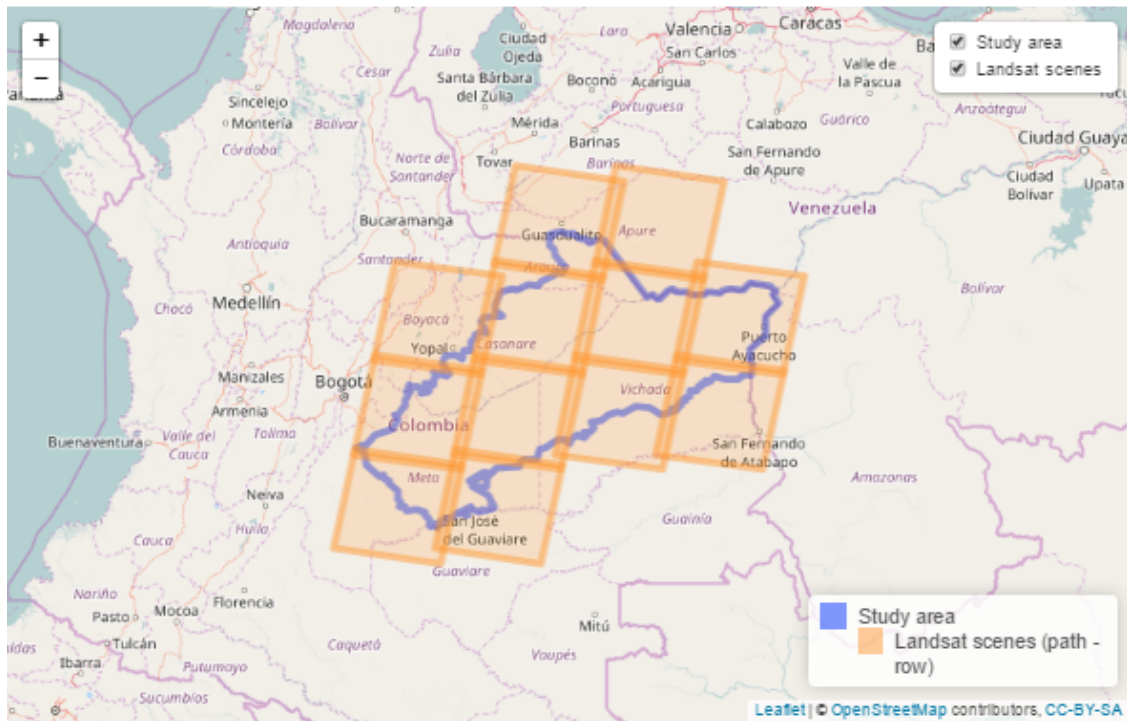 +
−
Magdalena
Zulia
Ciudad
Ojeda
Lara
Valencia
Caracas
San Carlos
Study area
Landsat scenes
Valle de
la Pascua
Sincelejo
Montería
Cesar
Bolívar
Córdoba
Santa Bárbara
del Zulia
Boconó
Acarigua
Portuguesa
Mérida
Barinas
Calabozo
Guárico
Anzoátegui
Ciudad Guaya
Norte de
Santander
Tovar
Barinas
San Fernando
de Apure
Ciudad
Bolívar
Upata
Bucaramanga
Guasdualito
Apure
Venezuela
Antioquia
Santander
Arauca
Medellín
Bolívar
Chocó
Boyacá
Yopal
Casanare
Puerto
Ayacucho
Manizales
Bogotá
Armenia
Vichada
Colombia
Buenaventura
Valle del
Cauca
Tolima
San Fernando
de Atabapo
Meta
Amazonas
Neiva
San José
del Guaviare
Guainía
Huila
Cauca
Guaviare
Nariño
Florencia
Pasto
Mocoa
Mitú
Tulcán
Caquetá
Vaupés
Ibarra
Putumayo
Sucumbíos
Study area
Landsat scenes (path -
row)
Leaflet | © OpenStreetMap contributors, CC-BY-SA